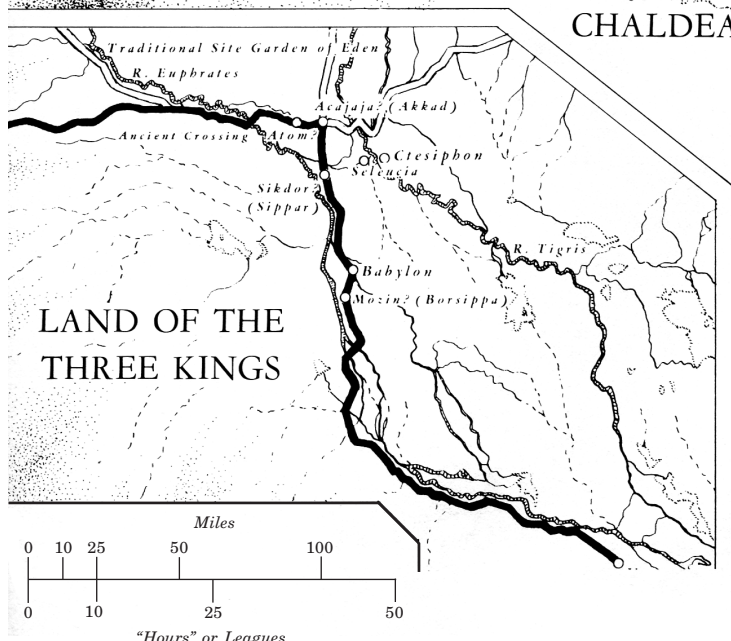 CHALDEA
Traditional Site Garden of Eden
R. Euphrates
Acajaja? (Akkad)
Ancient Crossing
Atom?
Ctesiphon
Seleucia
Sikdor?
(Sippar)
R. Tigris
Babylon
Mozin? (Borsippa)
LAND OF THE
THREE KINGS
Miles
0 10 25 50 100
0 10 25 50
"Hours" or Leagues